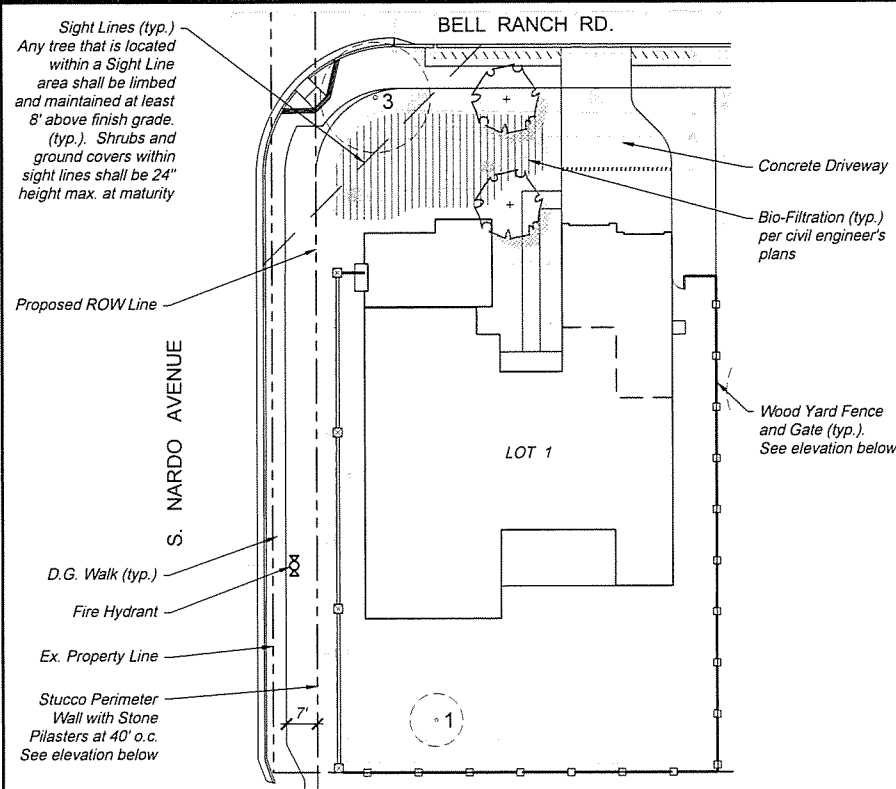 BELL RANCH RD.
Sight Lines (typ.)
Any tree that is located
within a Sight Line
area shall be limbed
and maintained at least
8' above finish grade.
(typ.). Shrubs and
ground covers within
sight lines shall be 24"
height max. at maturity
3
Concrete Driveway
Bio-Filtration (typ.)
per civil engineer's
plans
Proposed ROW Line
S. NARDO AVENUE
Wood Yard Fence
and Gate (typ.).
See elevation below
LOT 1
D.G. Walk (typ.)
Fire Hydrant
Ex. Property Line
Stucco Perimeter
Wall with Stone
Pilasters at 40' o.c.
See elevation below
7'
1